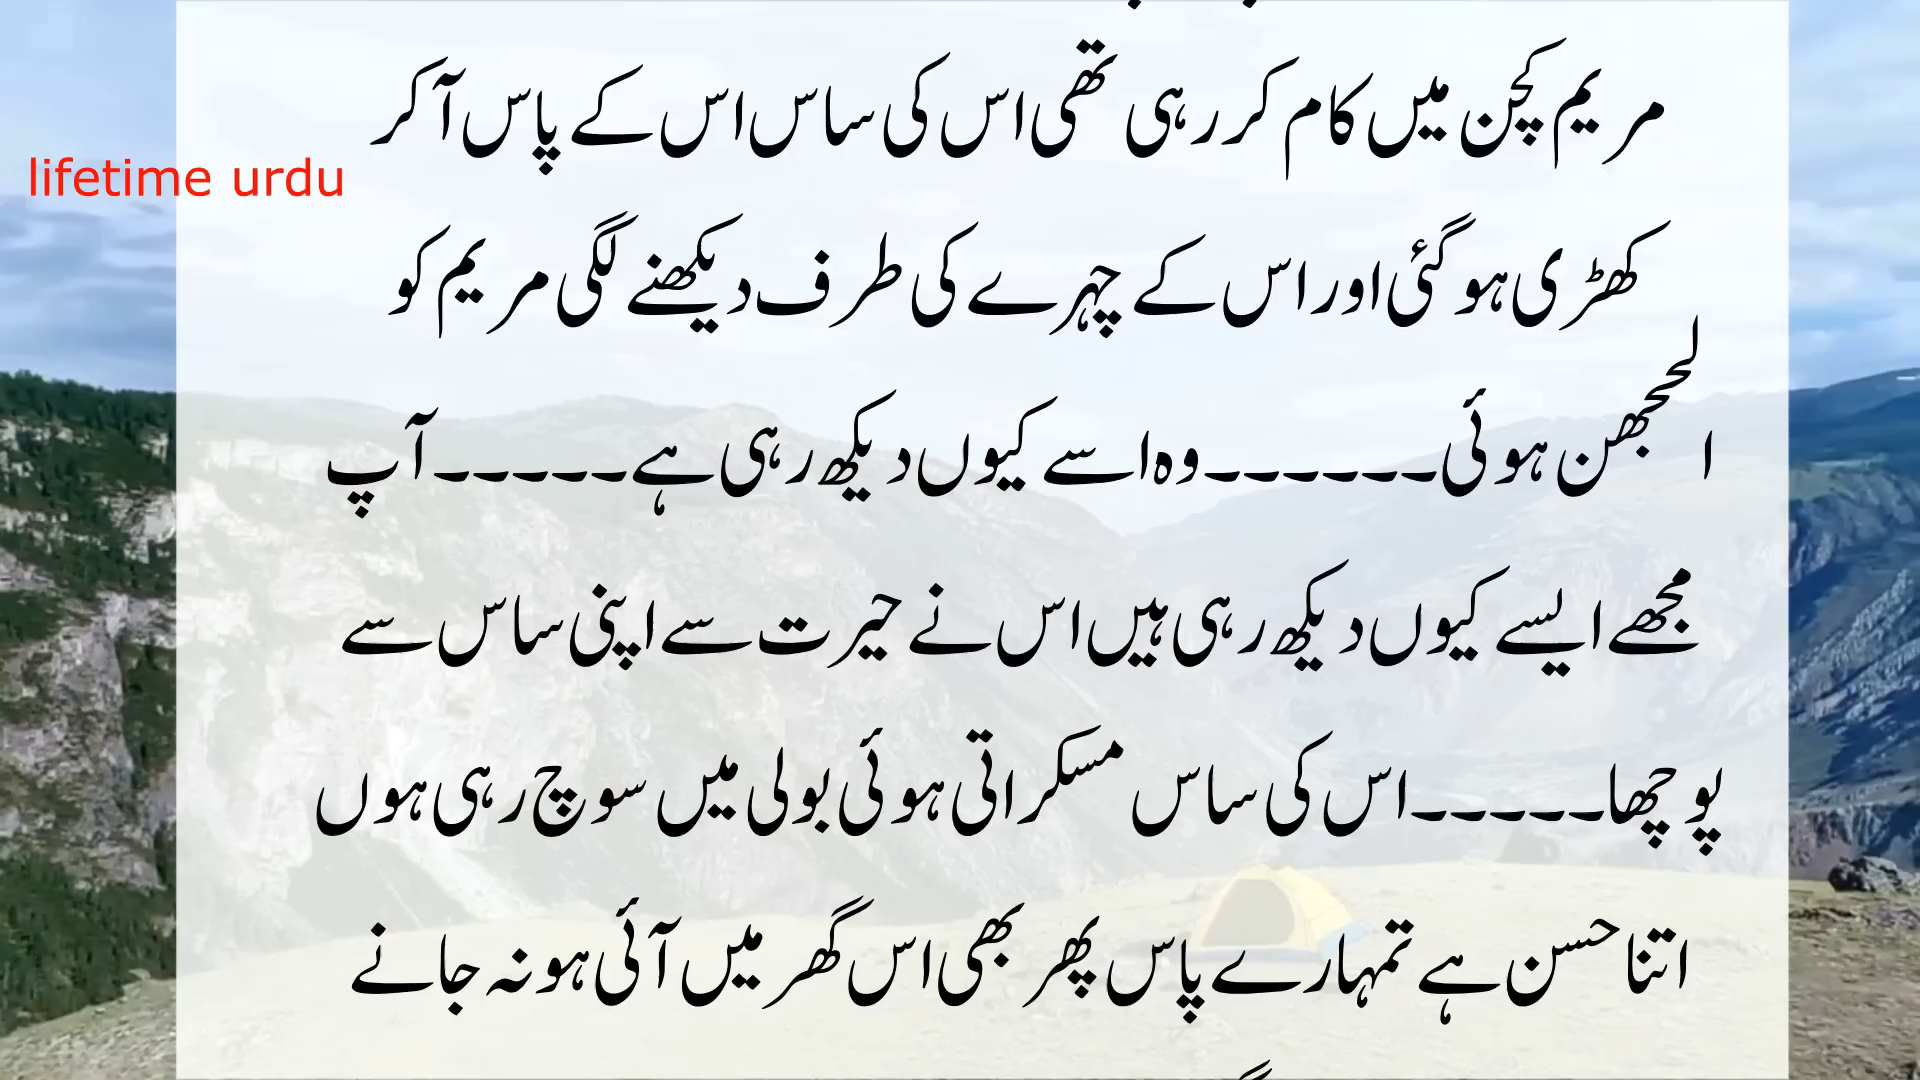 مریم کچن میں کام کر رہی تھی اس کی ساس اس کے پاس آکر
lifetime urdu
کھڑی ہو گئی اور اس کے چہرے کی طرف دیکھنے لگی مریم کو
الحجھن ہوئی۔۔۔۔۔۔وہ اسے کیوں دیکھ رہی ہے۔۔۔۔۔آپ
مجھے ایسے کیوں دیکھ رہی ہیں اس نے حیرت سے اپنی ساس سے
پوچھا۔۔۔۔۔اس کی ساس مسکراتی ہوئی بولی میں سوچ رہی ہوں
اتنا حسن ہے تمہارے پاس پھر بھی اس گھر میں آئی ہو نہ جانے